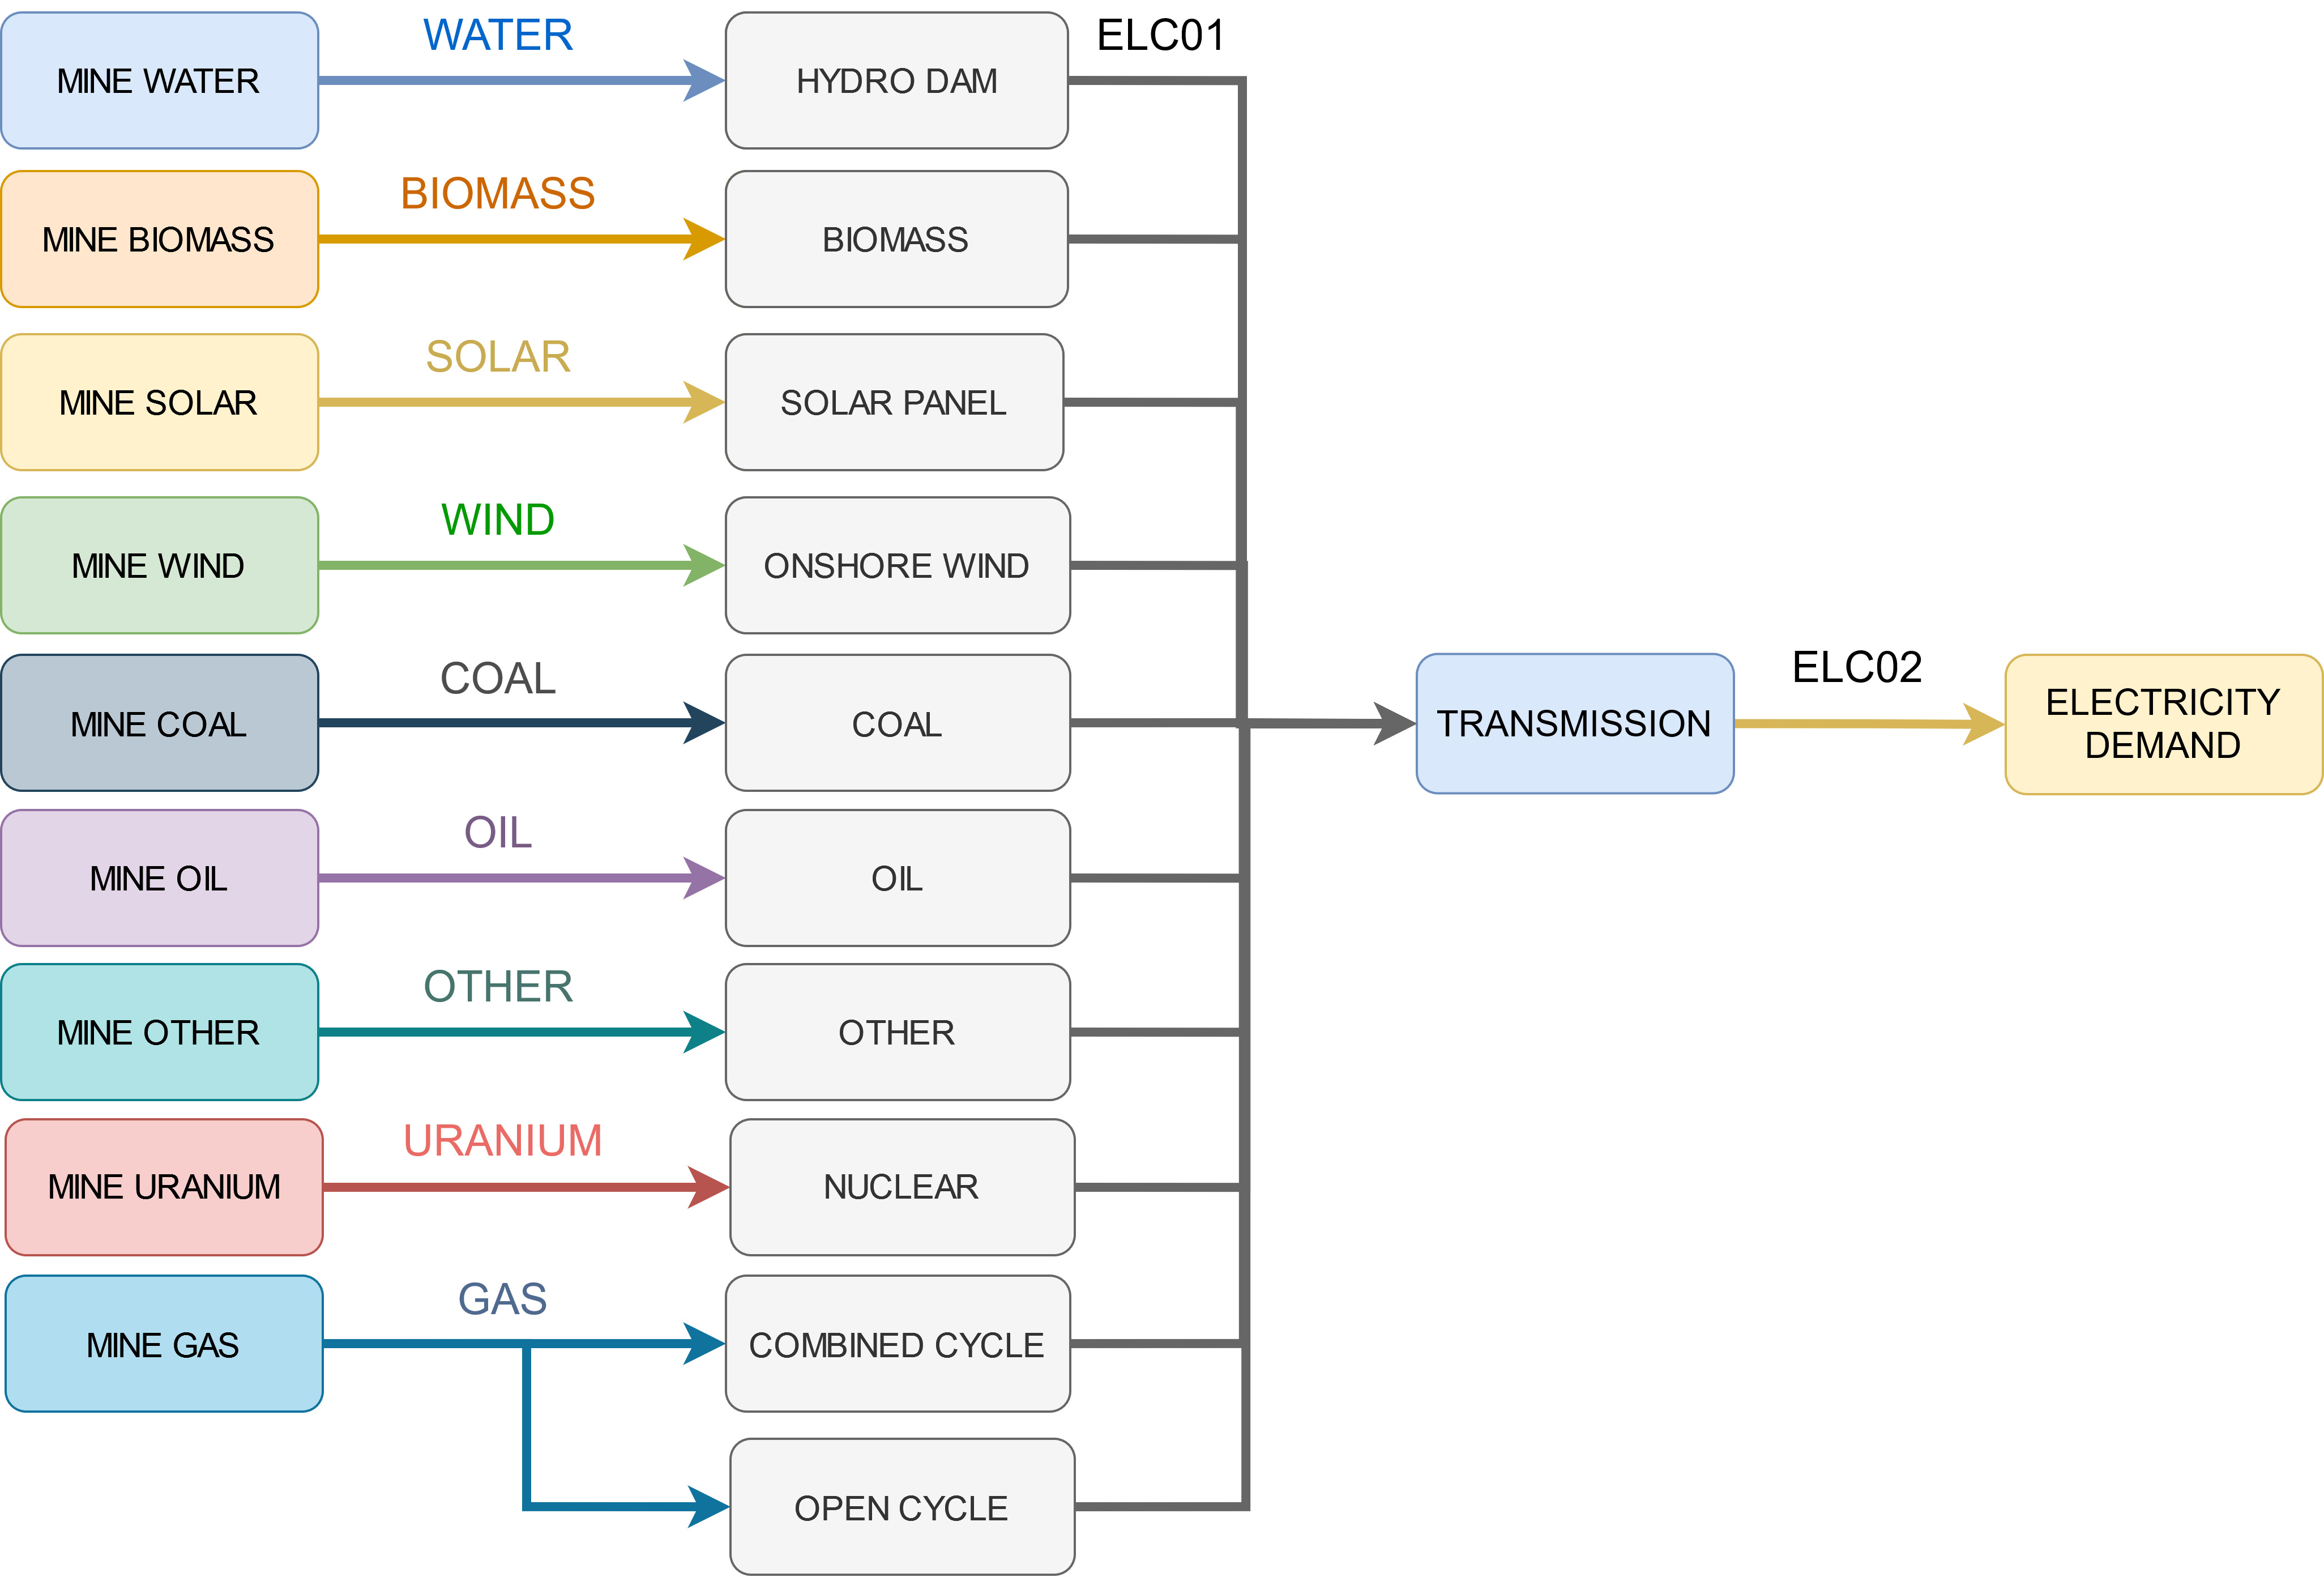 WATER
ELC01
MINE WATER
HYDRO DAM
BIOMASS
MINE BIOMASS
BIOMASS
SOLAR
MINE SOLAR
SOLAR PANEL
WIND
MINE WIND
ONSHORE WIND
COAL
MINE COAL
COAL
TRANSMISSION
ELC02
ELECTRICITY
DEMAND
OIL
MINE OIL
OIL
OTHER
MINE OTHER
OTHER
URANIUM
MINE URANIUM
NUCLEAR
GAS
MINE GAS
COMBINED CYCLE
OPEN CYCLE